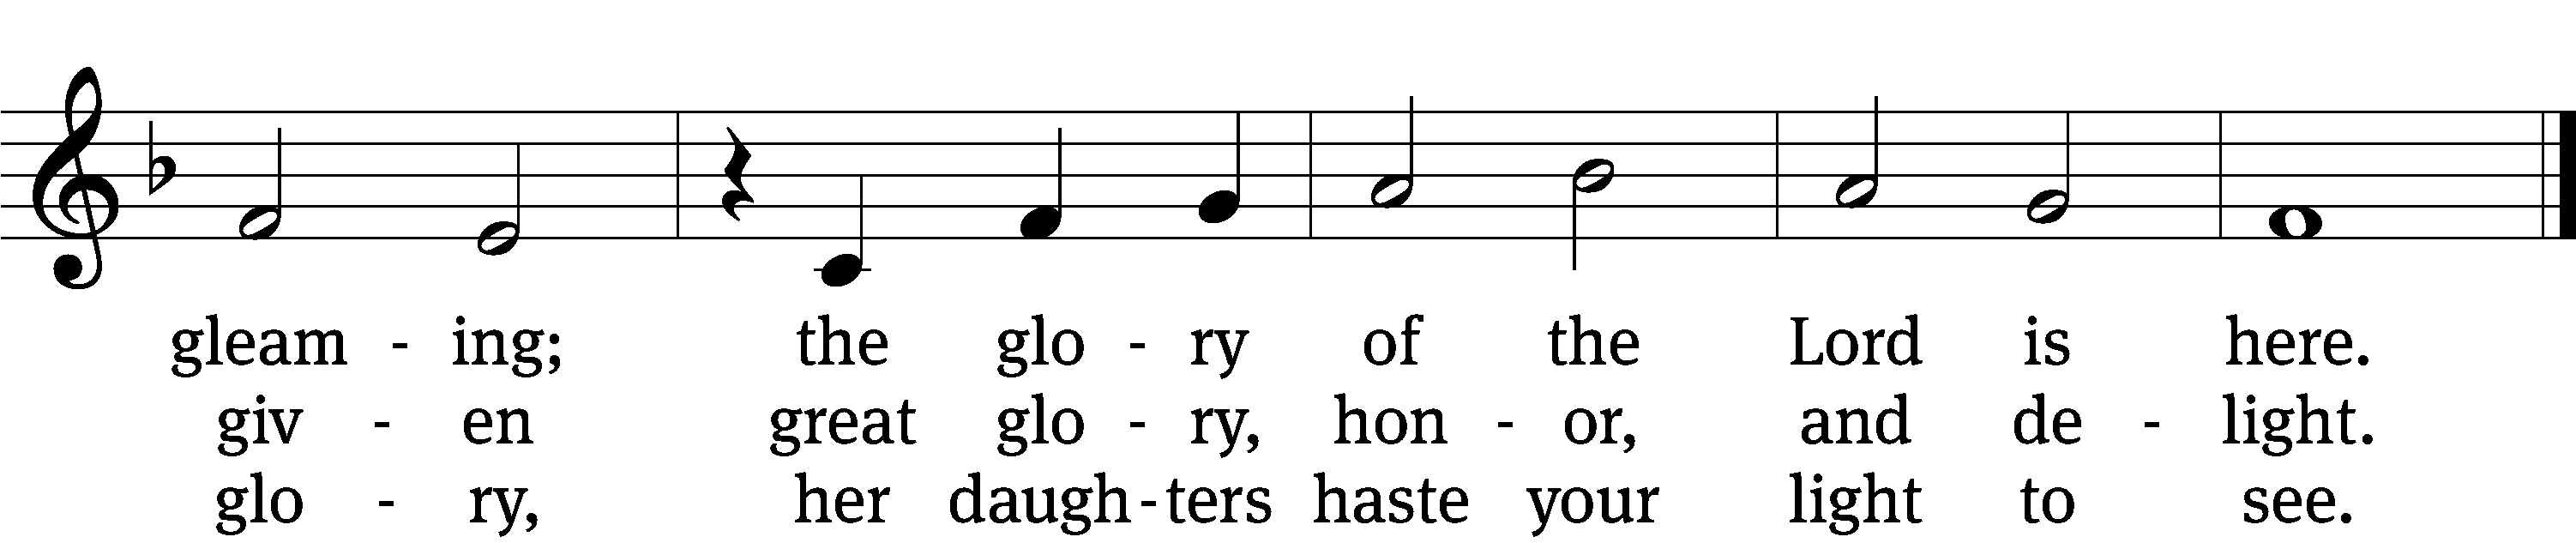 gleam - ing; the glo - ry of the Lord is here.
giv - en great glo - ry, hon - or, and de - light.
glo - ry, her daugh - ters haste your light to see.